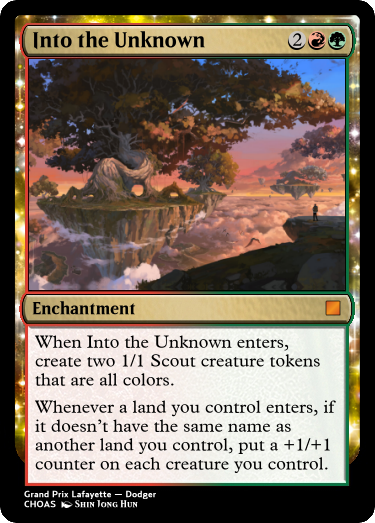 Into the Unknown 2
Enchantment
When Into the Unknown enters,
create two 1/1 Scout creature tokens
that are all colors.
Whenever a land you control enters, if
it doesn't have the same name as
another land you control, put a +1/+1
counter on each creature you control.
Grand Prix Lafayette — Dodger
CHOAS Shin Jong Hun